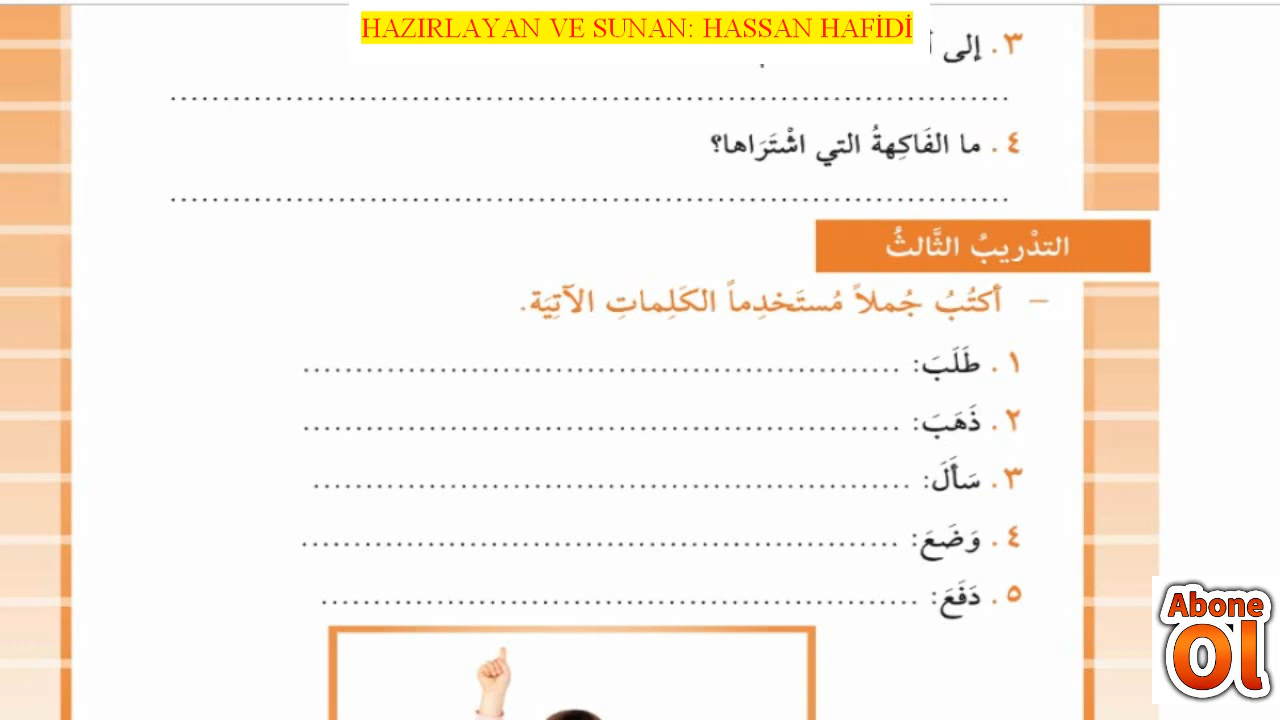 HAZIRLAYAN VE SUNAN: HASSAN HAFİDİ
٣. إلى
................................................................................
٤. ما الفَاكِهةُ التي اشْتَرَاها؟
................................................................................
التدْريبُ الثَّالثُ
– أكتُبُ جُملاً مُستَخدِماً الكَلِماتِ الآتِيَة.
١. طَلَبَ: .........................................................
٢. ذَهَبَ: .........................................................
٣. سَأَلَ: .........................................................
٤. وَضَعَ: .........................................................
٥. دَفَعَ: .........................................................
Abone
Ol